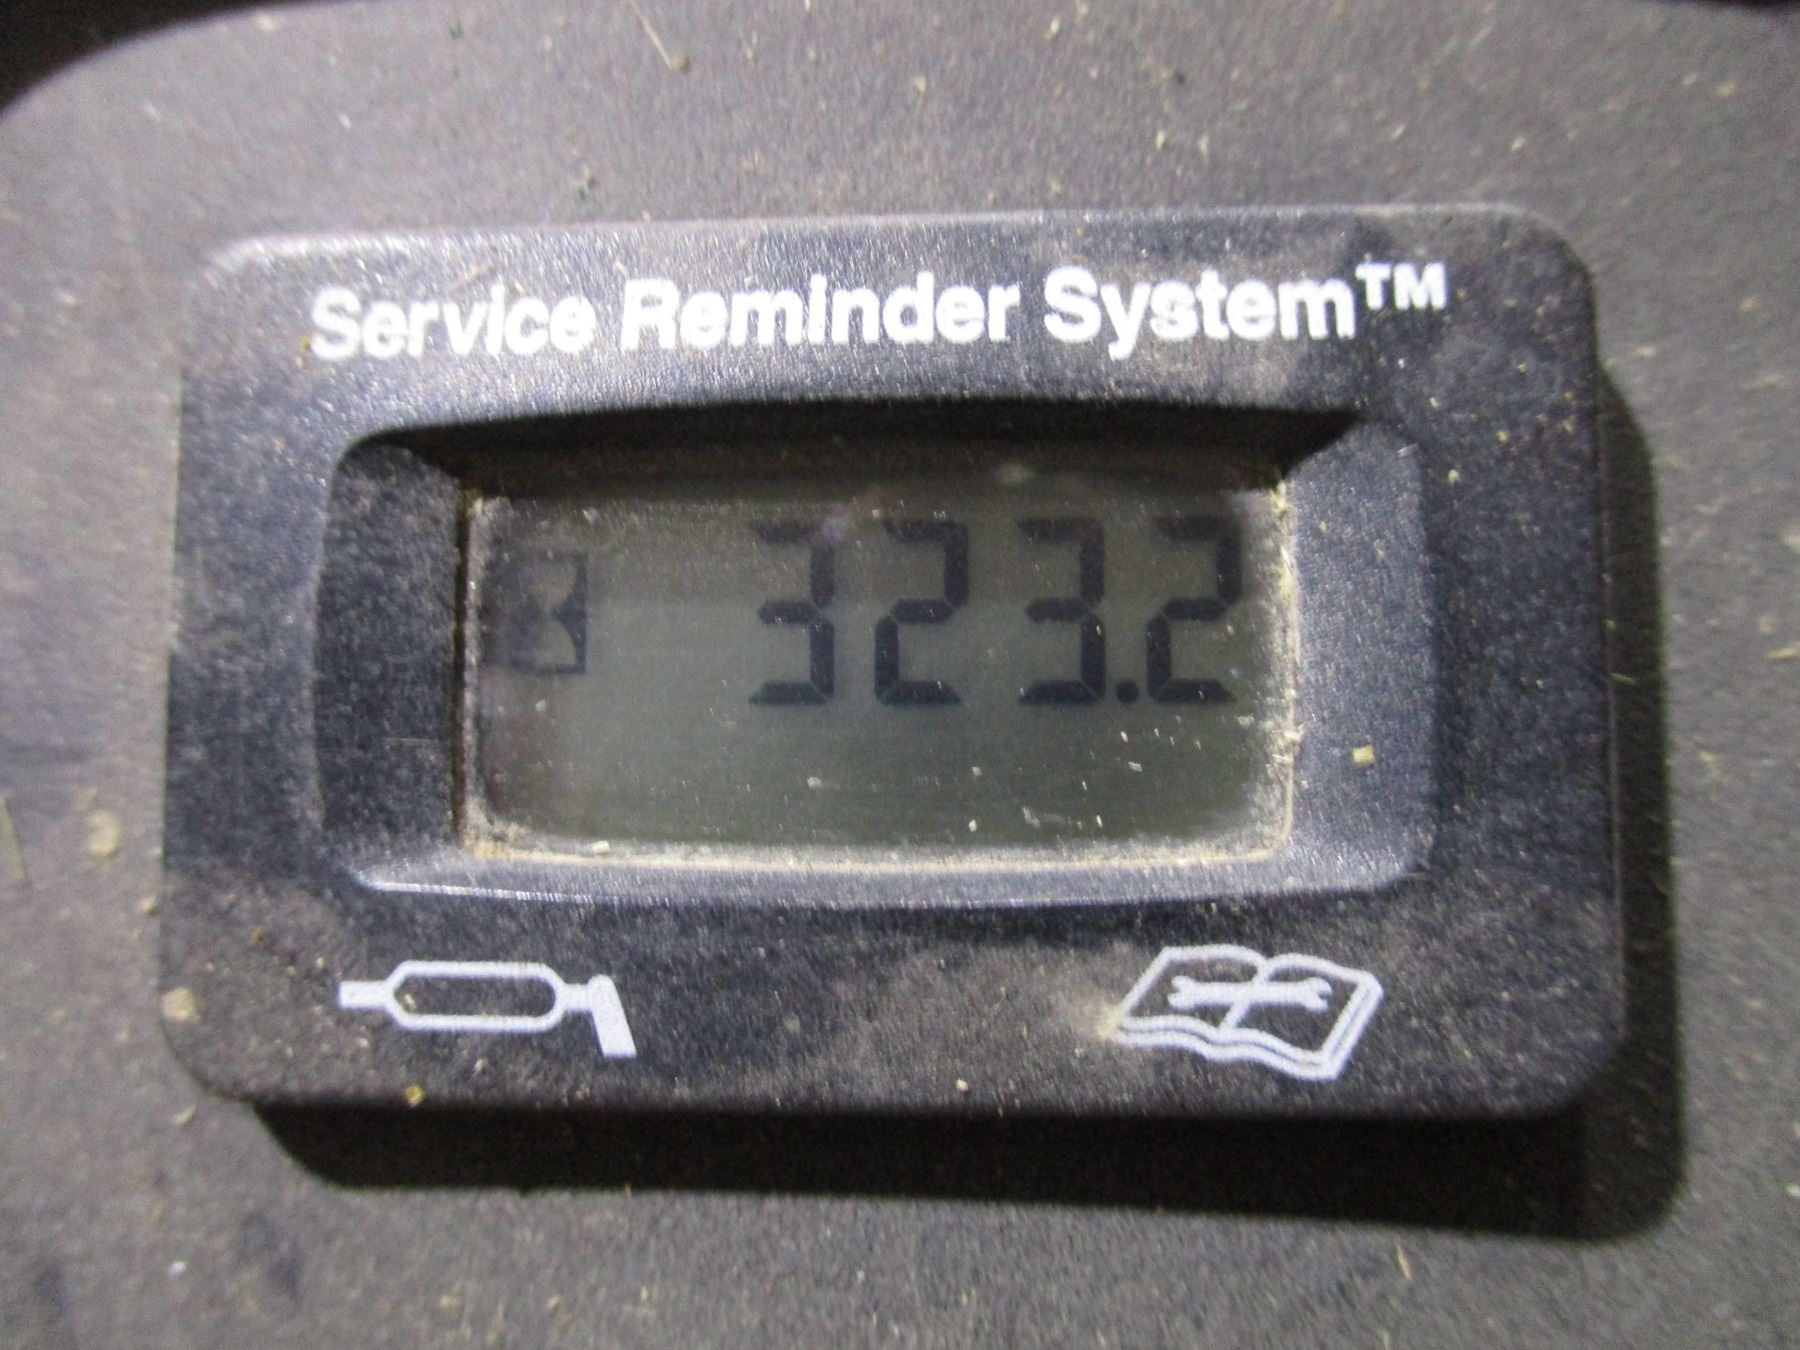 Service Reminder System™
323.2